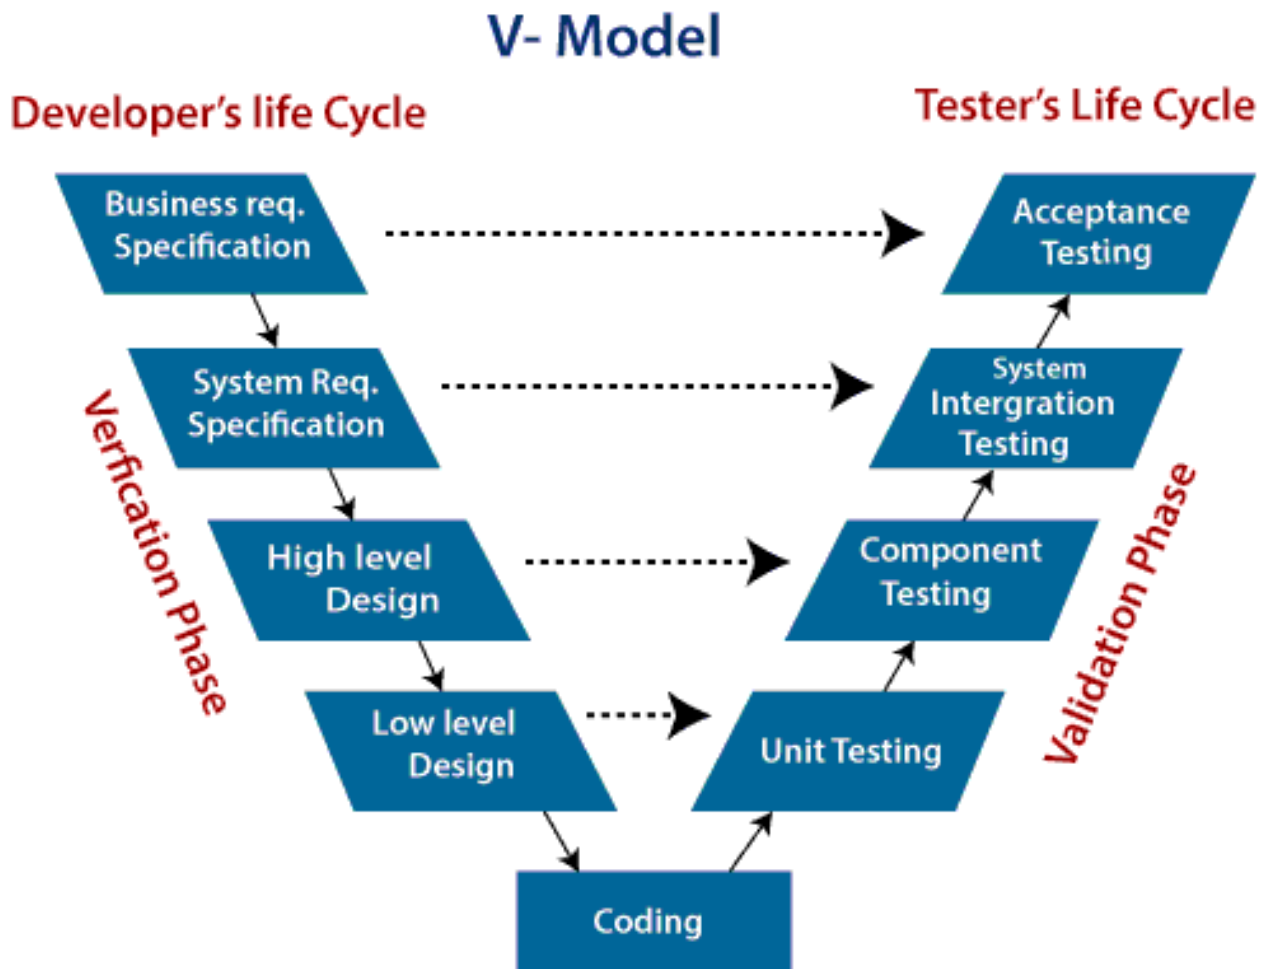 V- Model
Developer's life Cycle
Tester's Life Cycle
Business req.
Specification
Acceptance
Testing
System Req.
Specification
System
Intergration
Testing
Verfication Phase
High level
Design
Component
Testing
Validation Phase
Low level
Design
Unit Testing
Coding